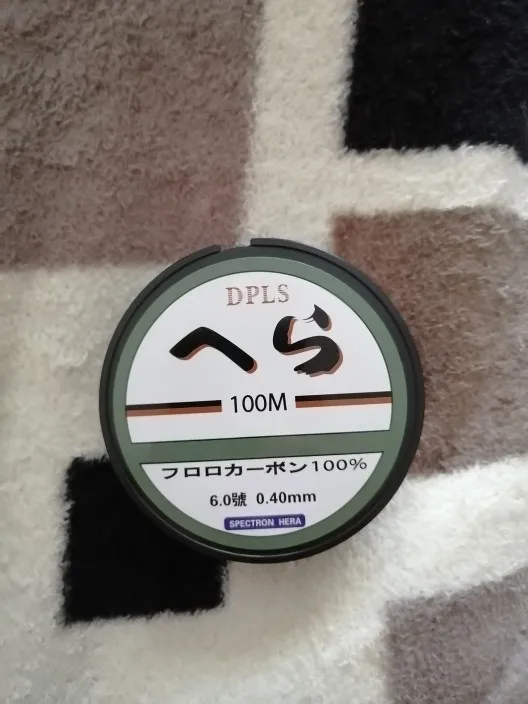 DPLS
へら
100M
フロロカーボン100%
6.0號 0.40mm
SPECTRON HERA